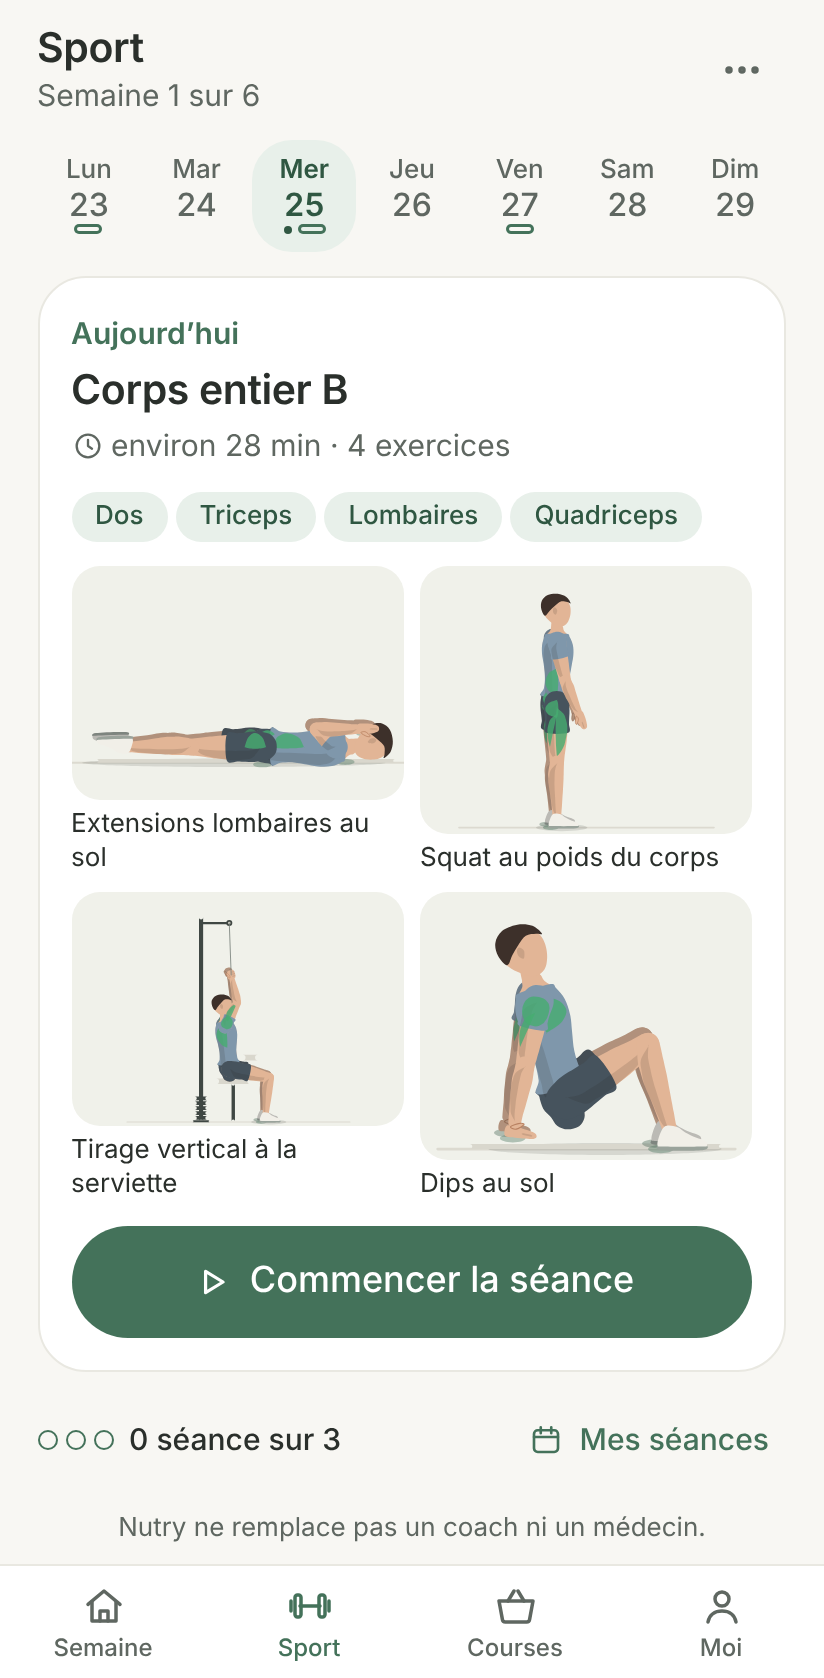 Sport
Semaine 1 sur 6
Lun Mar Mer Jeu Ven Sam Dim
23 24 25 26 27 28 29
Aujourd’hui
Corps entier B
environ 28 min · 4 exercices
Dos Triceps Lombaires Quadriceps
Extensions lombaires au
sol
Squat au poids du corps
Tirage vertical à la
serviette
Dips au sol
Commencer la séance
0 séance sur 3
Mes séances
Nutry ne remplace pas un coach ni un médecin.
Semaine Sport Courses Moi